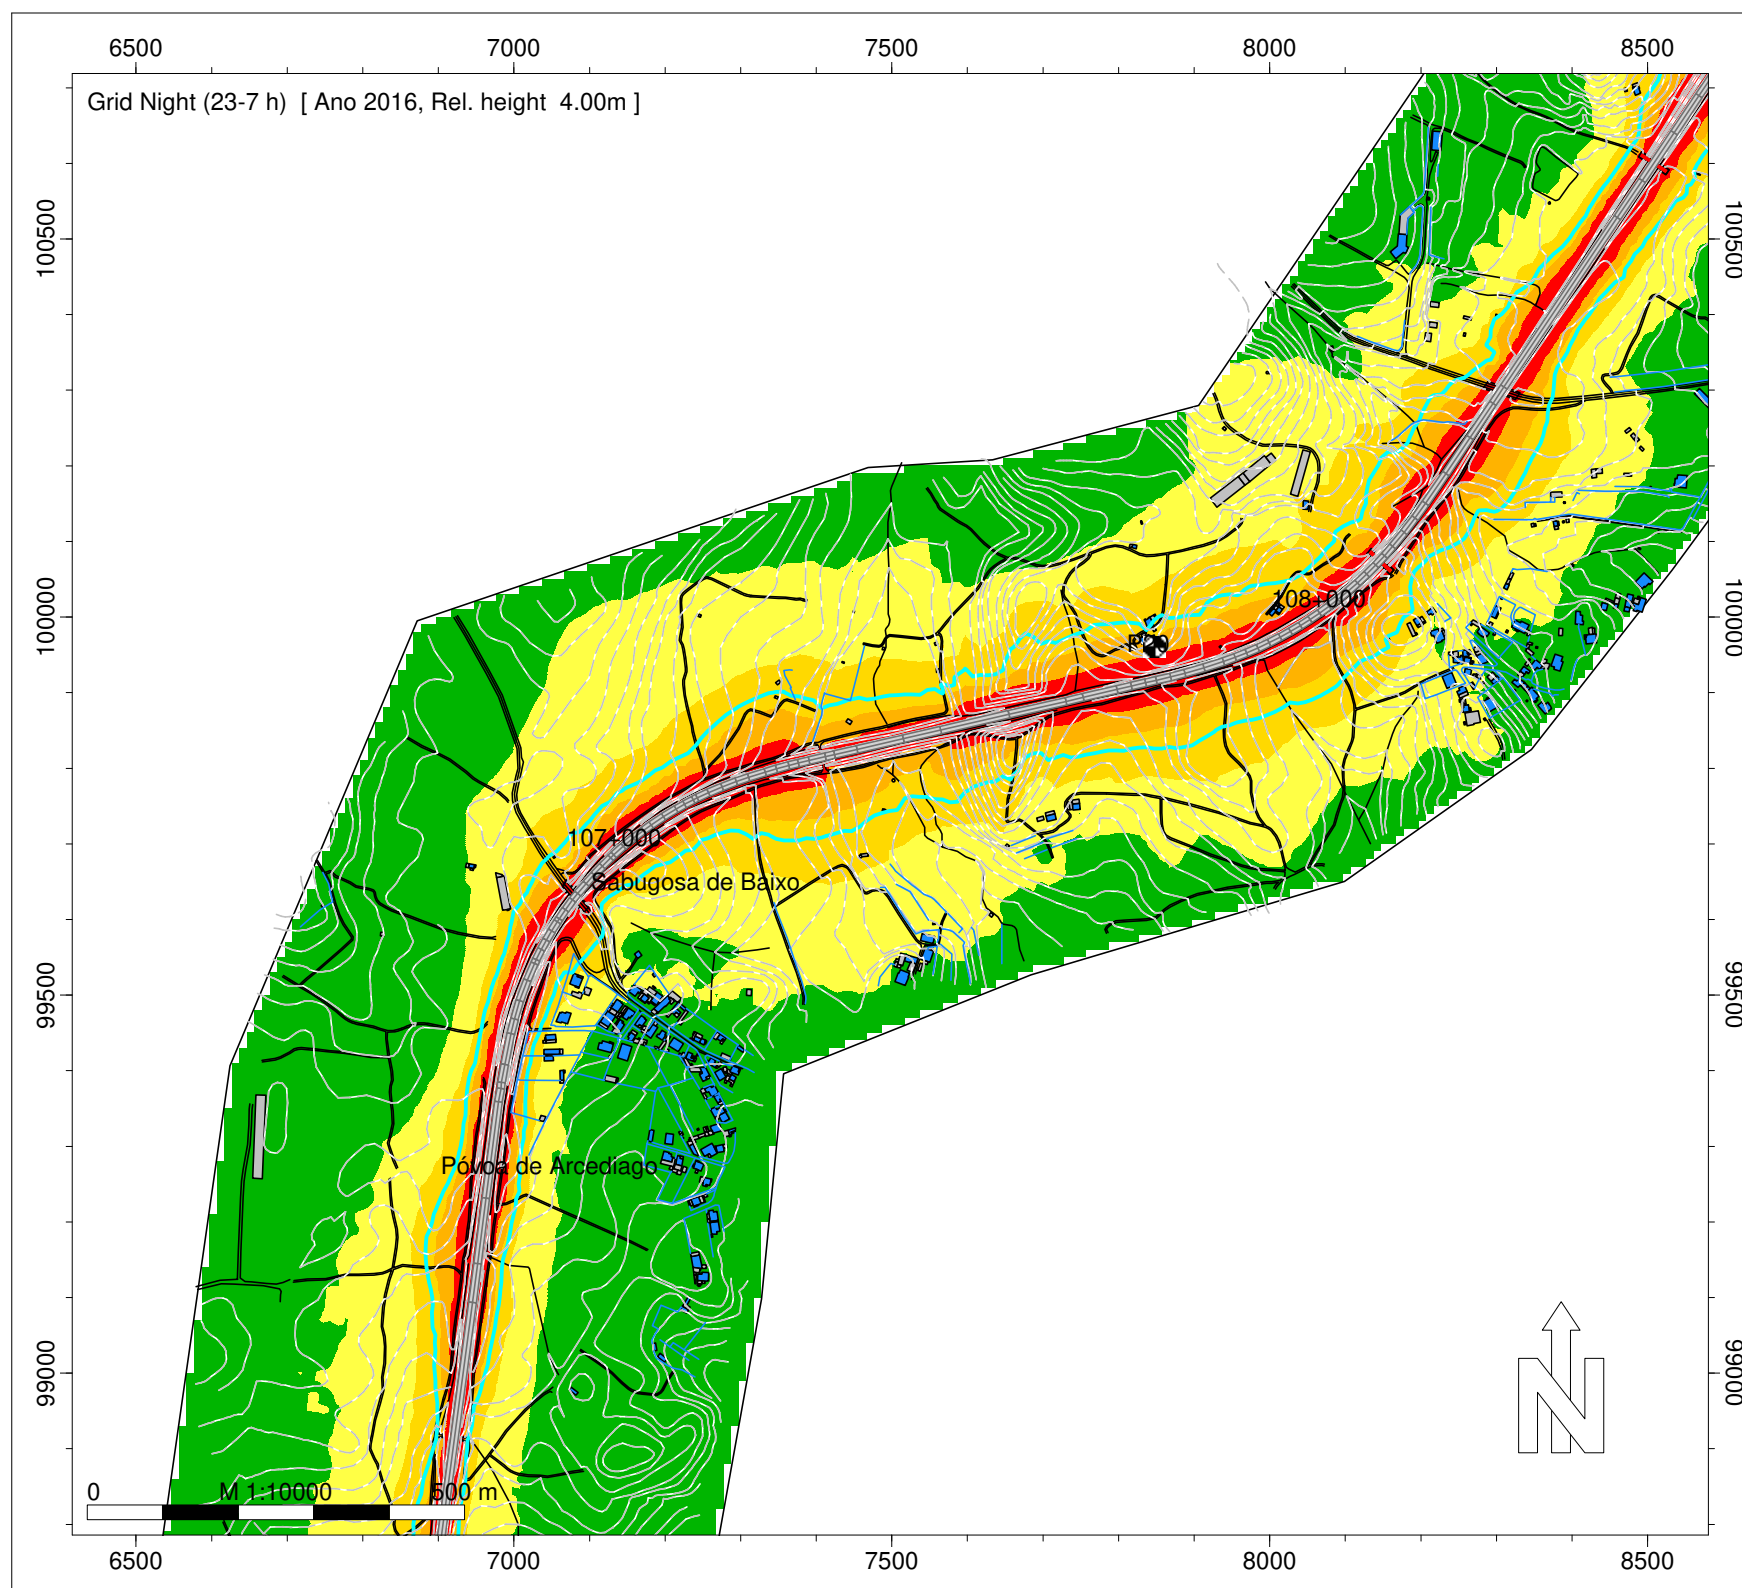 6500 7000 7500 8000 8500
Grid Night (23-7 h) [ Ano 2016, Rel. height 4.00m ]
100500 100500
100000 100000
108+000
107+000
Sabugosa de Baixo
99500 99500
Póvoa de Arcediago
99000 99000
N
0 M 1:10000 500 m
6500 7000 7500 8000 8500